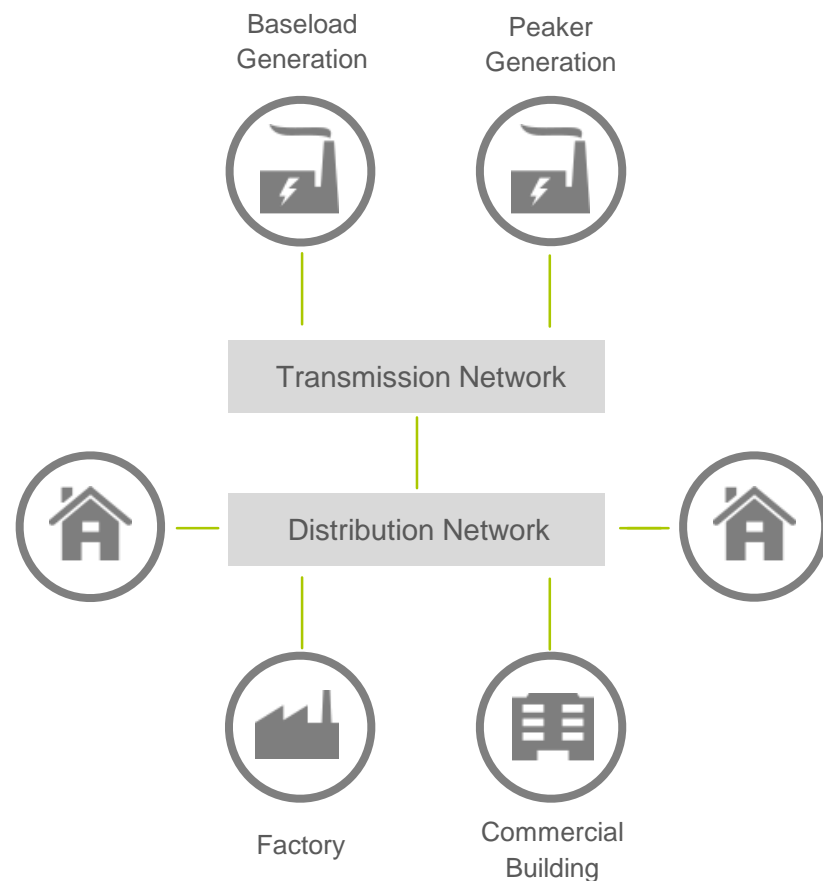 Baseload
Generation
Peaker
Generation
Transmission Network
Distribution Network
Factory
Commercial
Building